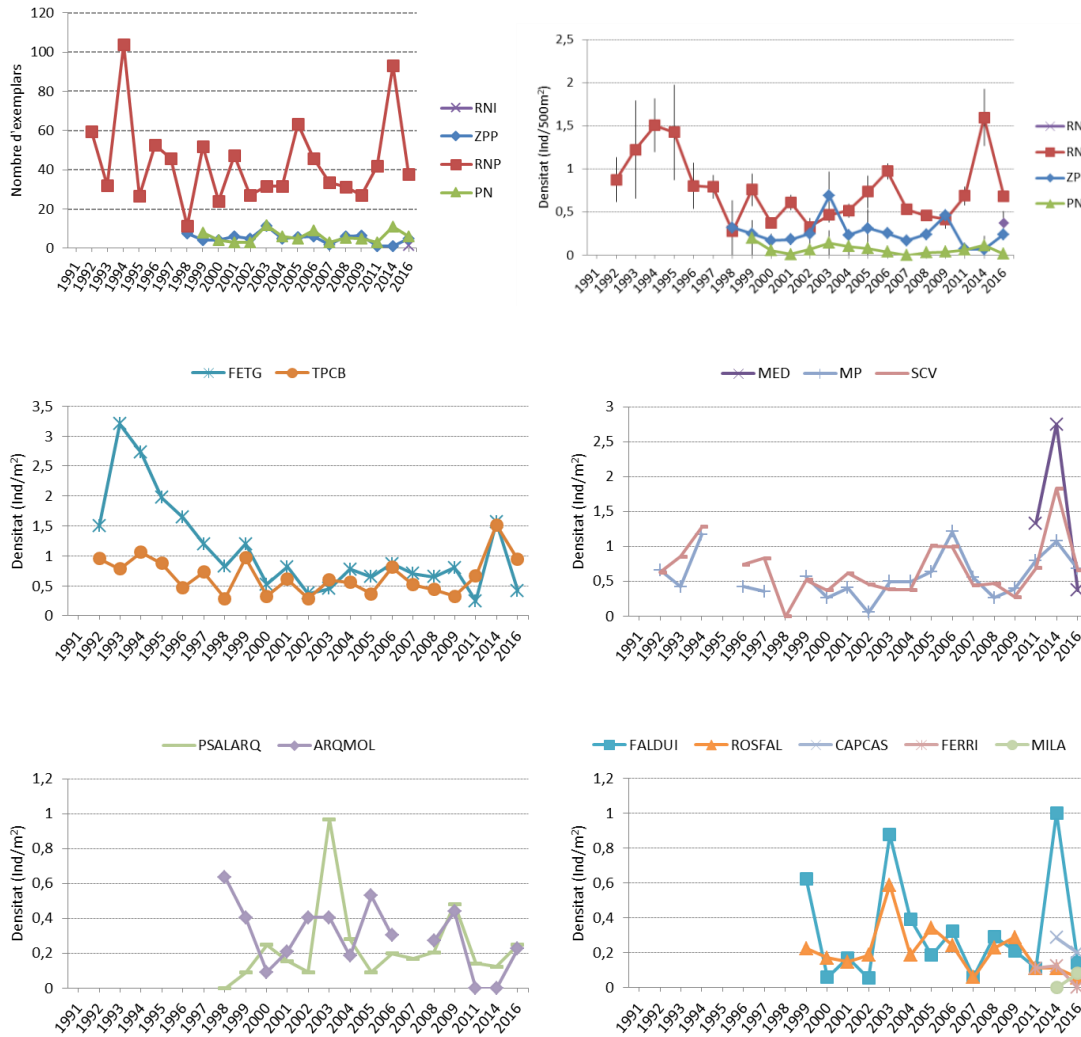 120
100
80
60
40
20
0
Nombre d'exemplars
1991 1992 1993 1994 1995 1996 1997 1998 1999 2000 2001 2002 2003 2004 2005 2006 2007 2008 2009 2011 2014 2016
RNI
ZPP
RNP
PN
2,5
2
1,5
1
0,5
0
Densitat (Ind/500m²)
1991 1992 1993 1994 1995 1996 1997 1998 1999 2000 2001 2002 2003 2004 2005 2006 2007 2008 2009 2011 2014 2016
RN
RN
ZP
PN
FETG TPCB
3,5
3
2,5
2
1,5
1
0,5
0
Densitat (Ind/m²)
1991 1992 1993 1994 1995 1996 1997 1998 1999 2000 2001 2002 2003 2004 2005 2006 2007 2008 2009 2011 2014 2016
MED MP SCV
3
2,5
2
1,5
1
0,5
0
Densitat (Ind/m²)
1991 1992 1993 1994 1995 1996 1997 1998 1999 2000 2001 2002 2003 2004 2005 2006 2007 2008 2009 2011 2014 2016
PSALARQ ARQMOL
1,2
1
0,8
0,6
0,4
0,2
0
Densitat (Ind/m²)
1991 1992 1993 1994 1995 1996 1997 1998 1999 2000 2001 2002 2003 2004 2005 2006 2007 2008 2009 2011 2014 2016
FALDUI ROSFAL CAPCAS FERRI MILA
1,2
1
0,8
0,6
0,4
0,2
0
Densitat (Ind/m²)
1991 1992 1993 1994 1995 1996 1997 1998 1999 2000 2001 2002 2003 2004 2005 2006 2007 2008 2009 2011 2014 2016